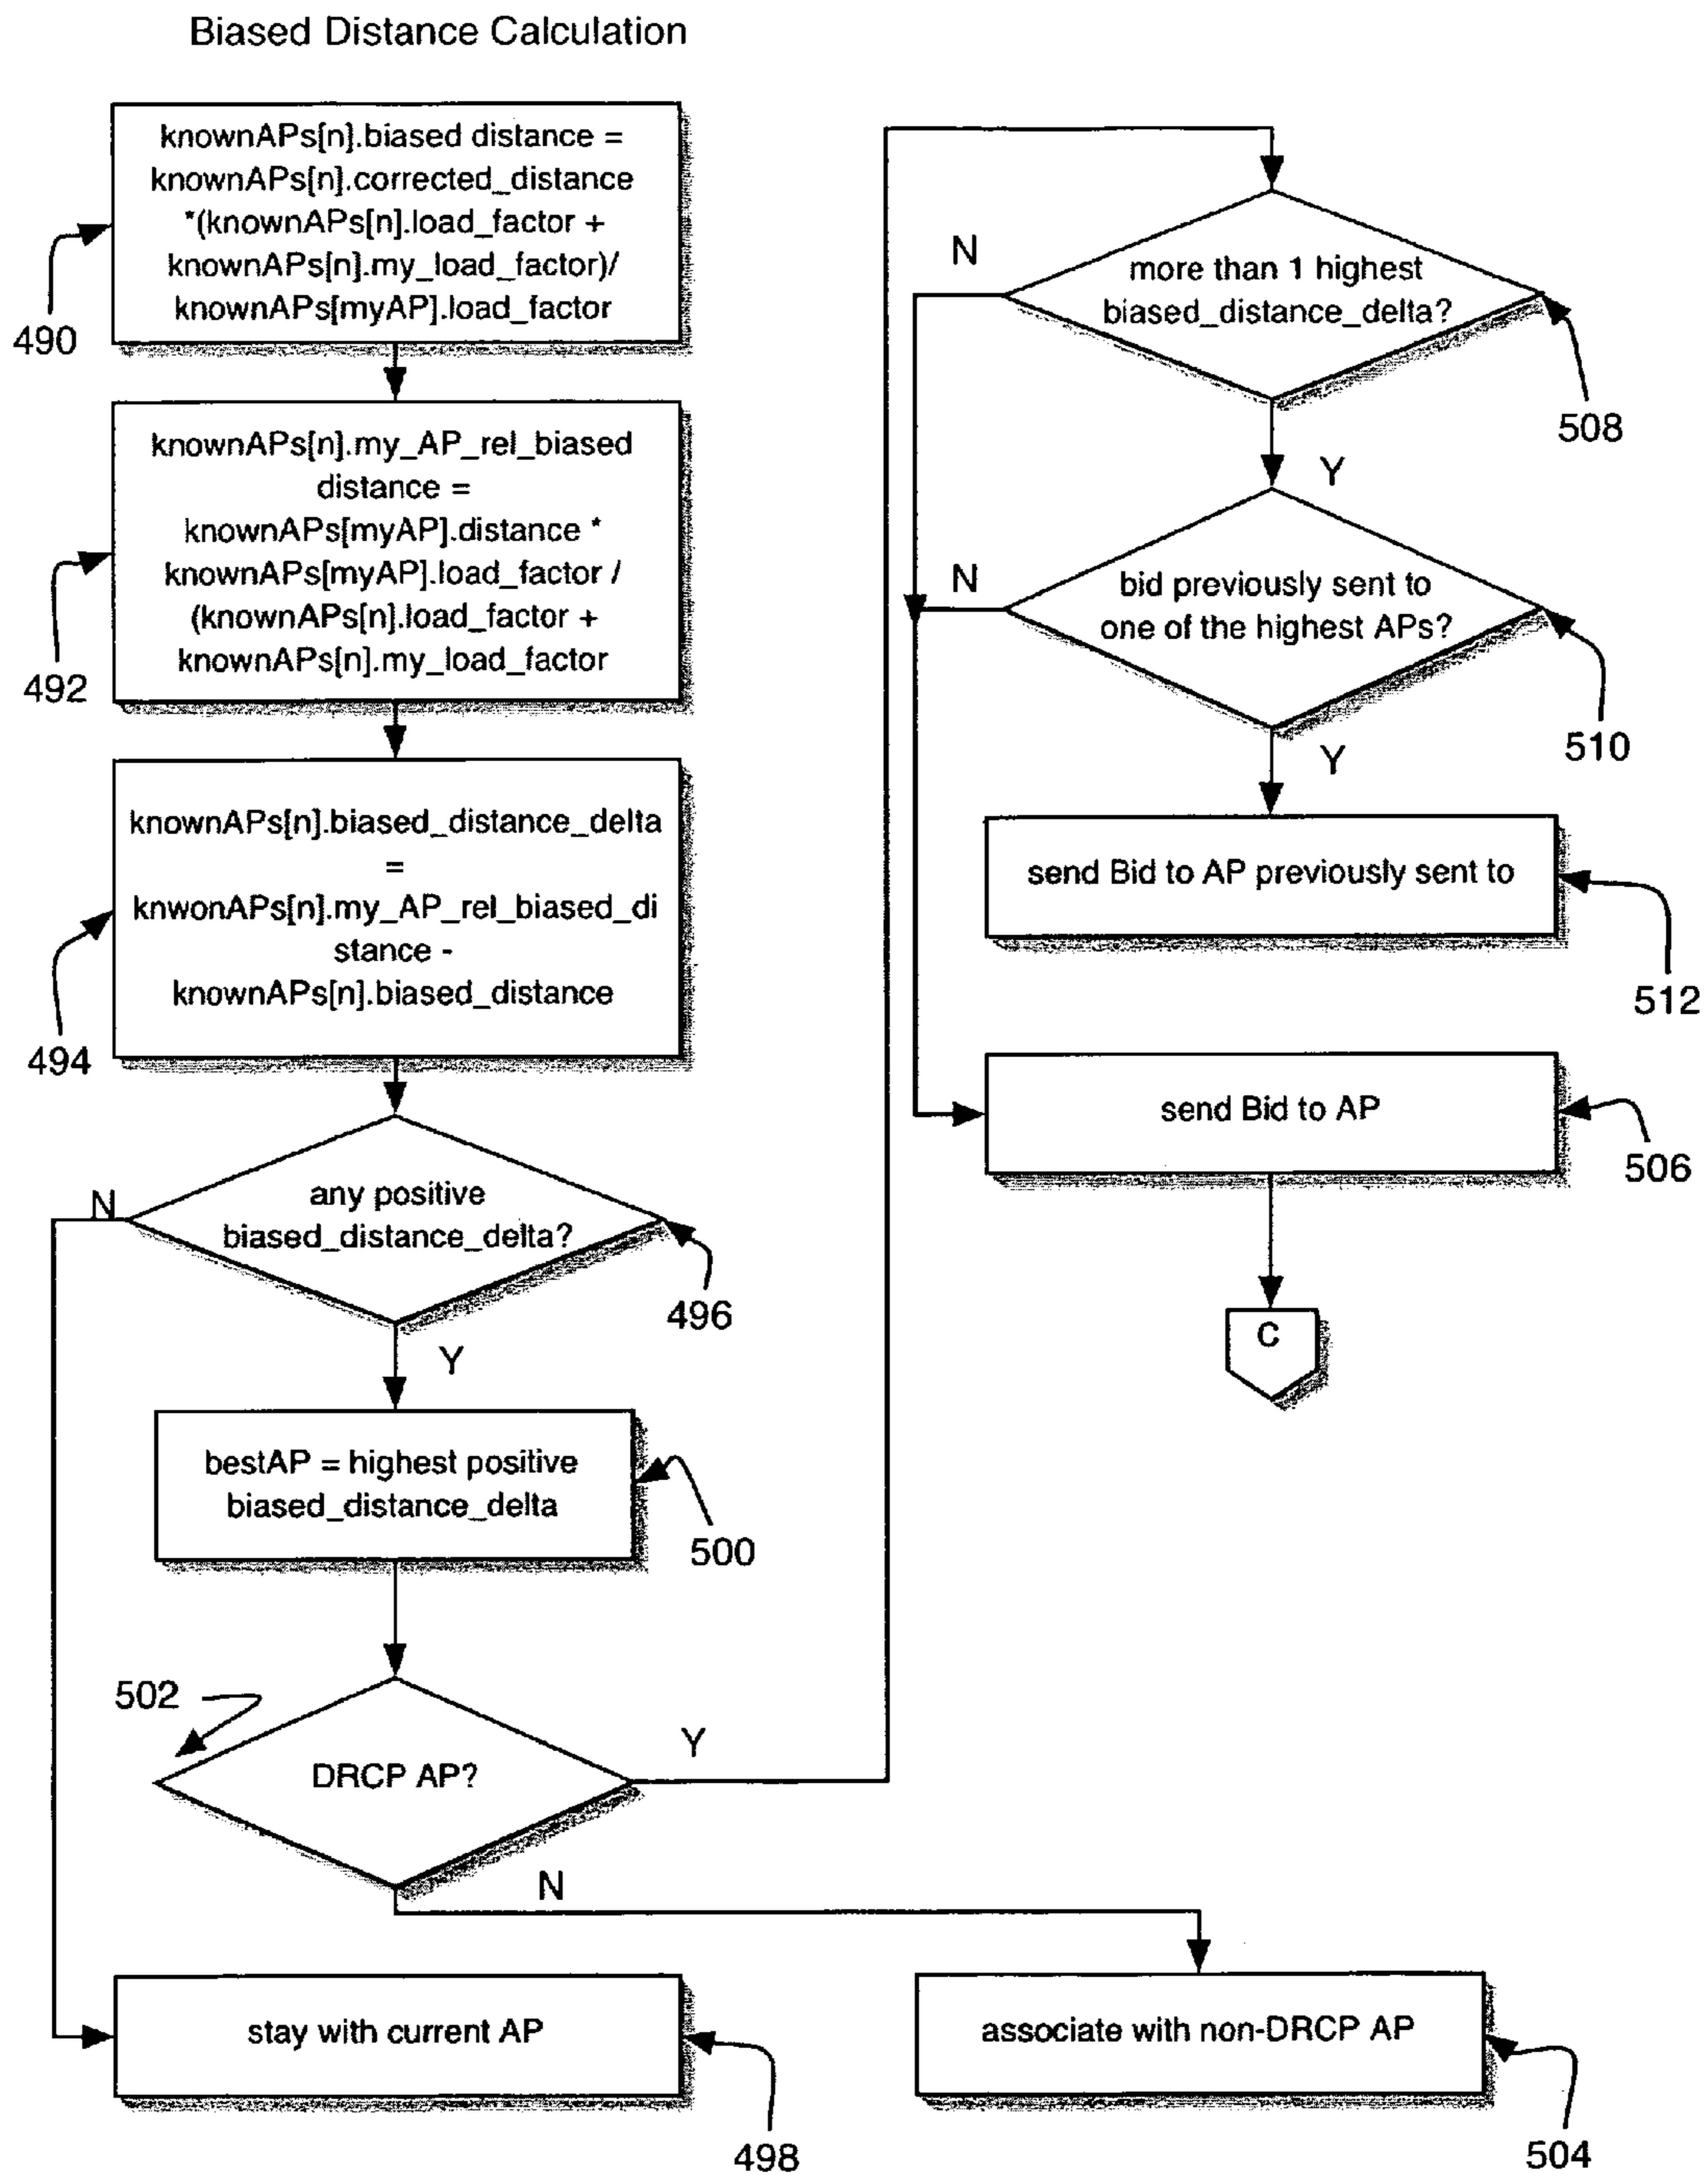 Biased Distance Calculation
knownAPs[n].biased distance =
knownAPs[n].corrected_distance
*(knownAPs[n].load_factor +
knownAPs[n].my_load_factor)/
knownAPs[myAP].load_factor
490
knownAPs[n].my_AP_rel_biased
distance =
knownAPs[myAP].distance *
knownAPs[myAP].load_factor /
(knownAPs[n].load_factor +
knownAPs[n].my_load_factor
492
knownAPs[n].biased_distance_delta
=
knwonAPs[n].my_AP_rel_biased_di
stance -
knownAPs[n].biased_distance
494
N
any positive
biased_distance_delta?
496
Y
bestAP = highest positive
biased_distance_delta
500
502
DRCP AP?
Y
N
stay with current AP
498
associate with non-DRCP AP
504
N
more than 1 highest
biased_distance_delta?
508
Y
N
bid previously sent to
one of the highest APs?
510
Y
send Bid to AP previously sent to
512
send Bid to AP
506
C